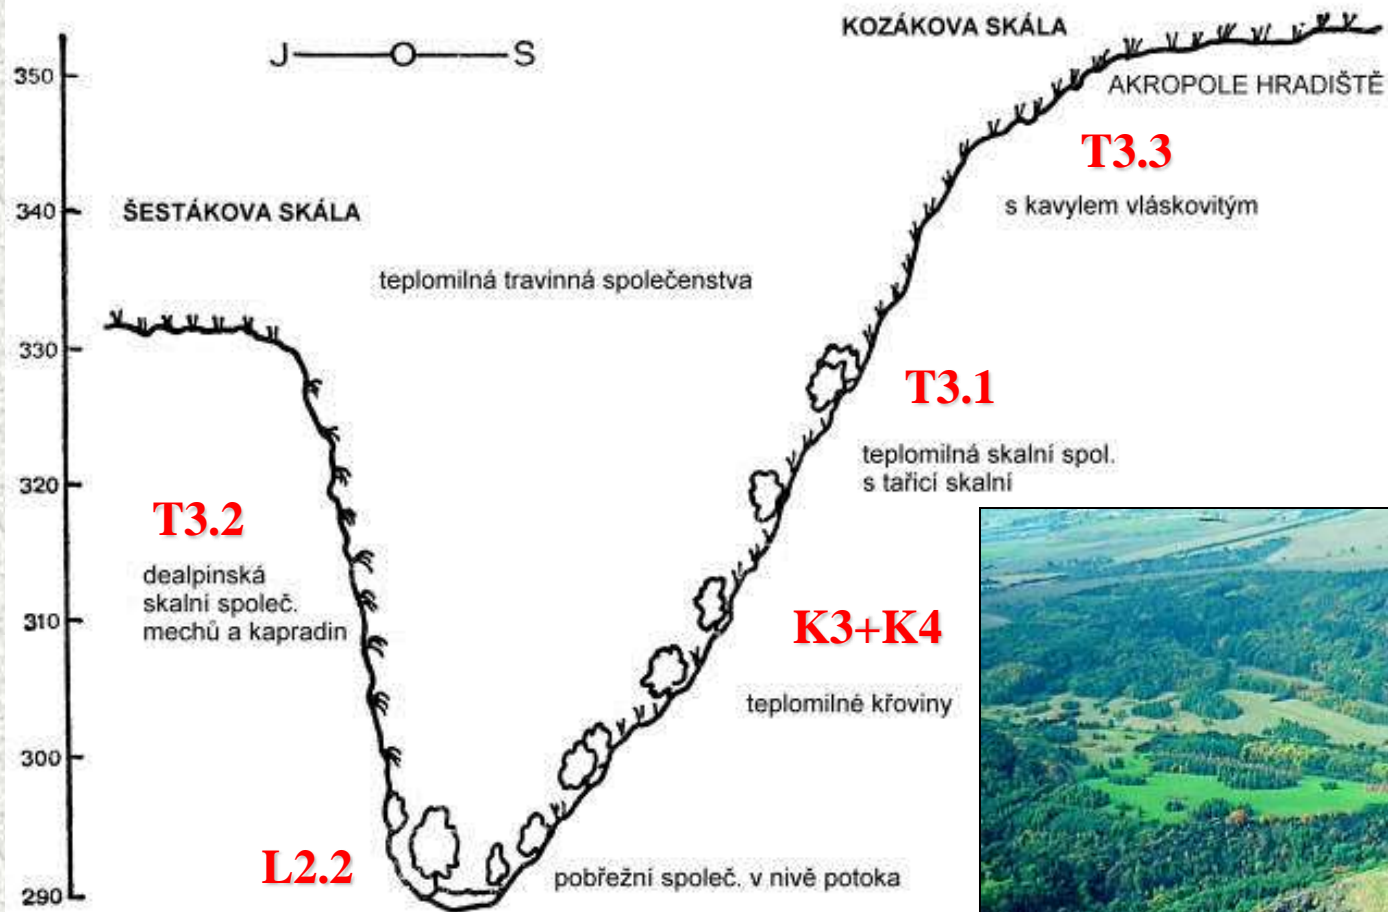 KOZÁKOVA SKÁLA
J O S
350
AKROPOLE HRADIŠTĚ
T3.3
s kavylem vláskovitým
340
ŠESTÁKOVA SKÁLA
teplomilná travinná společenstva
330
T3.1
teplomilná skalní spol.
s tařicí skalní
320
T3.2
dealpinská
skalní společ.
mechů a kapradin
310
K3+K4
teplomilné křoviny
300
L2.2
pobřežní společ. v nivě potoka
290